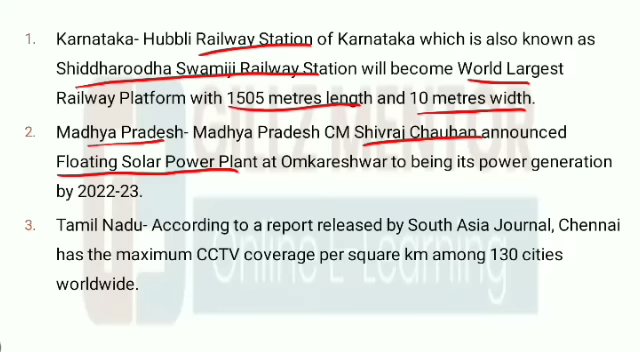 1. Karnataka- Hubbli Railway Station of Karnataka which is also known as
Shiddharoodha Swamiji Railway Station will become World Largest
Railway Platform with 1505 metres length and 10 metres width.
2. Madhya Pradesh- Madhya Pradesh CM Shivraj Chauhan announced
Floating Solar Power Plant at Omkareshwar to being its power generation
by 2022-23.
3. Tamil Nadu- According to a report released by South Asia Journal, Chennai
has the maximum CCTV coverage per square km among 130 cities
worldwide.
MENTOR
Online E-Learning